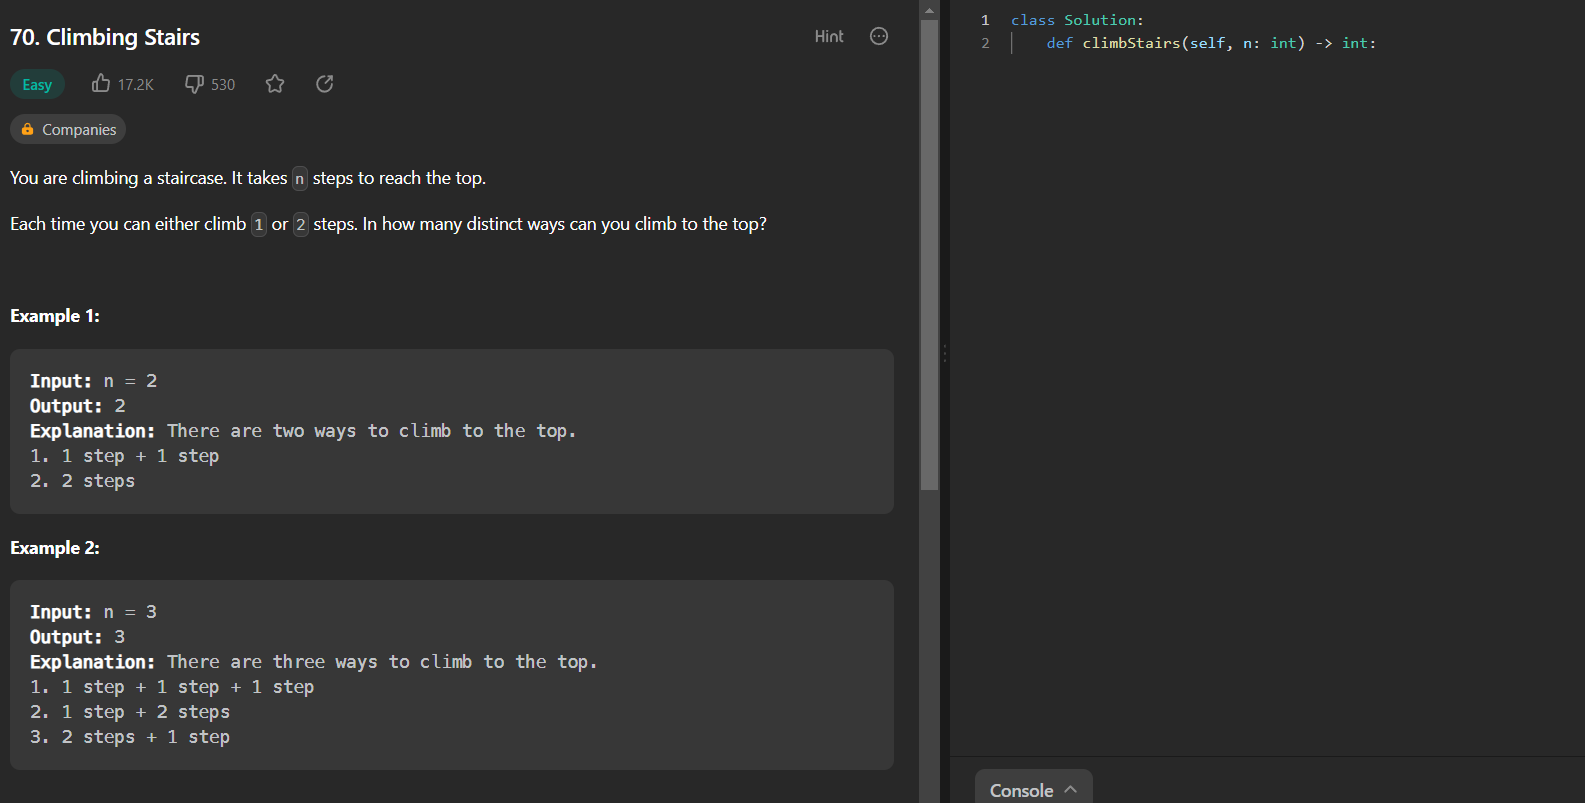 70. Climbing Stairs
Hint
Easy 17.2K 530
Companies
You are climbing a staircase. It takes n steps to reach the top.
Each time you can either climb 1 or 2 steps. In how many distinct ways can you climb to the top?
Example 1:
Input: n = 2
Output: 2
Explanation: There are two ways to climb to the top.
1. 1 step + 1 step
2. 2 steps
Example 2:
Input: n = 3
Output: 3
Explanation: There are three ways to climb to the top.
1. 1 step + 1 step + 1 step
2. 1 step + 2 steps
3. 2 steps + 1 step
1 class Solution:
2     def climbStairs(self, n: int) -> int:
Console